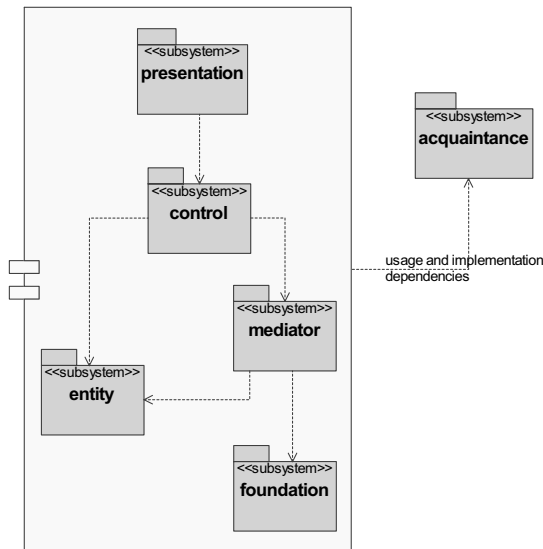 <<subsystem>>
presentation
<<subsystem>>
acquaintance
<<subsystem>>
control
usage and implementation
dependencies
<<subsystem>>
mediator
<<subsystem>>
entity
<<subsystem>>
foundation